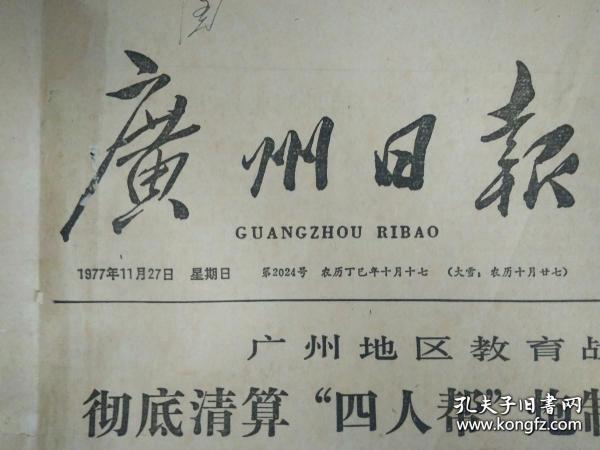 廣州日報
GUANGZHOU RIBAO
1977年11月27日 星期日 第2024号 农历丁巳年十月十七 (大雪:农历十月廿七)
广州地区教育战
彻底清算“四人帮”炮制
孔夫子旧书网
www.kongfz.com